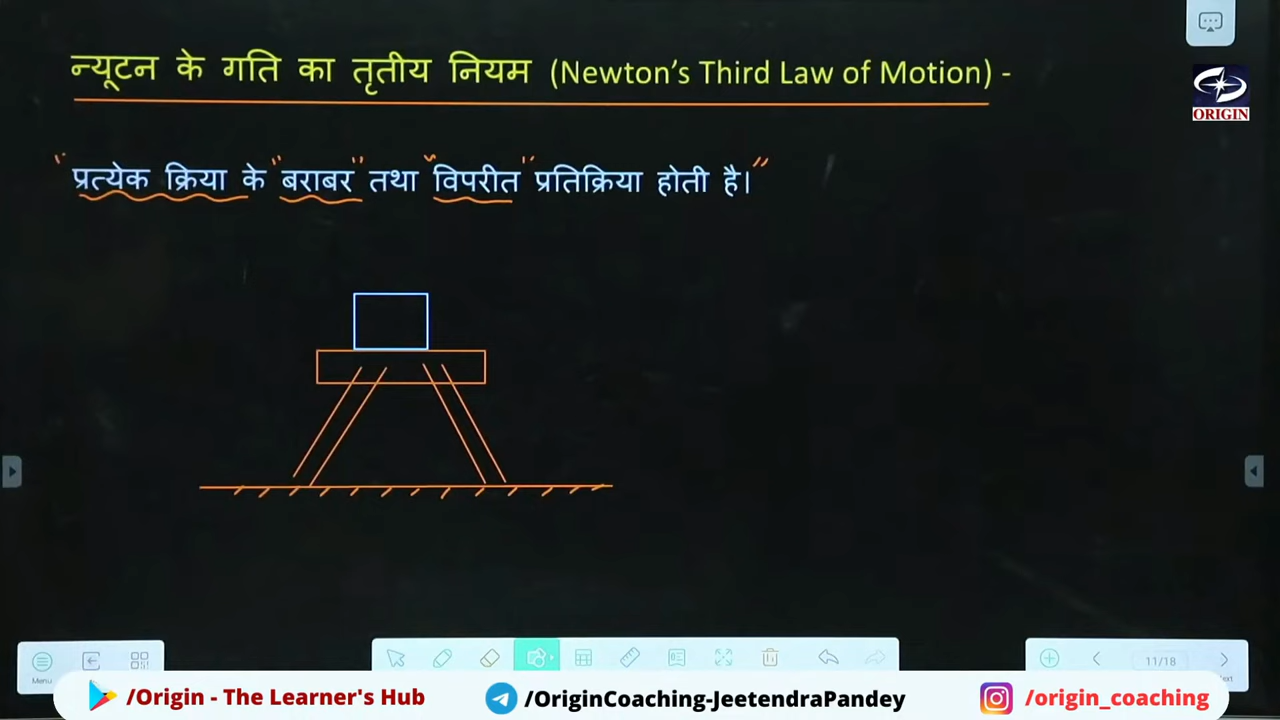 न्यूटन के गति का तृतीय नियम (Newton's Third Law of Motion) -
ORIGIN
"प्रत्येक क्रिया के "बराबर" तथा "विपरीत" प्रतिक्रिया होती है।"
Menu
11/18
/Origin - The Learner's Hub
/OriginCoaching-JeetendraPandey
/origin_coaching